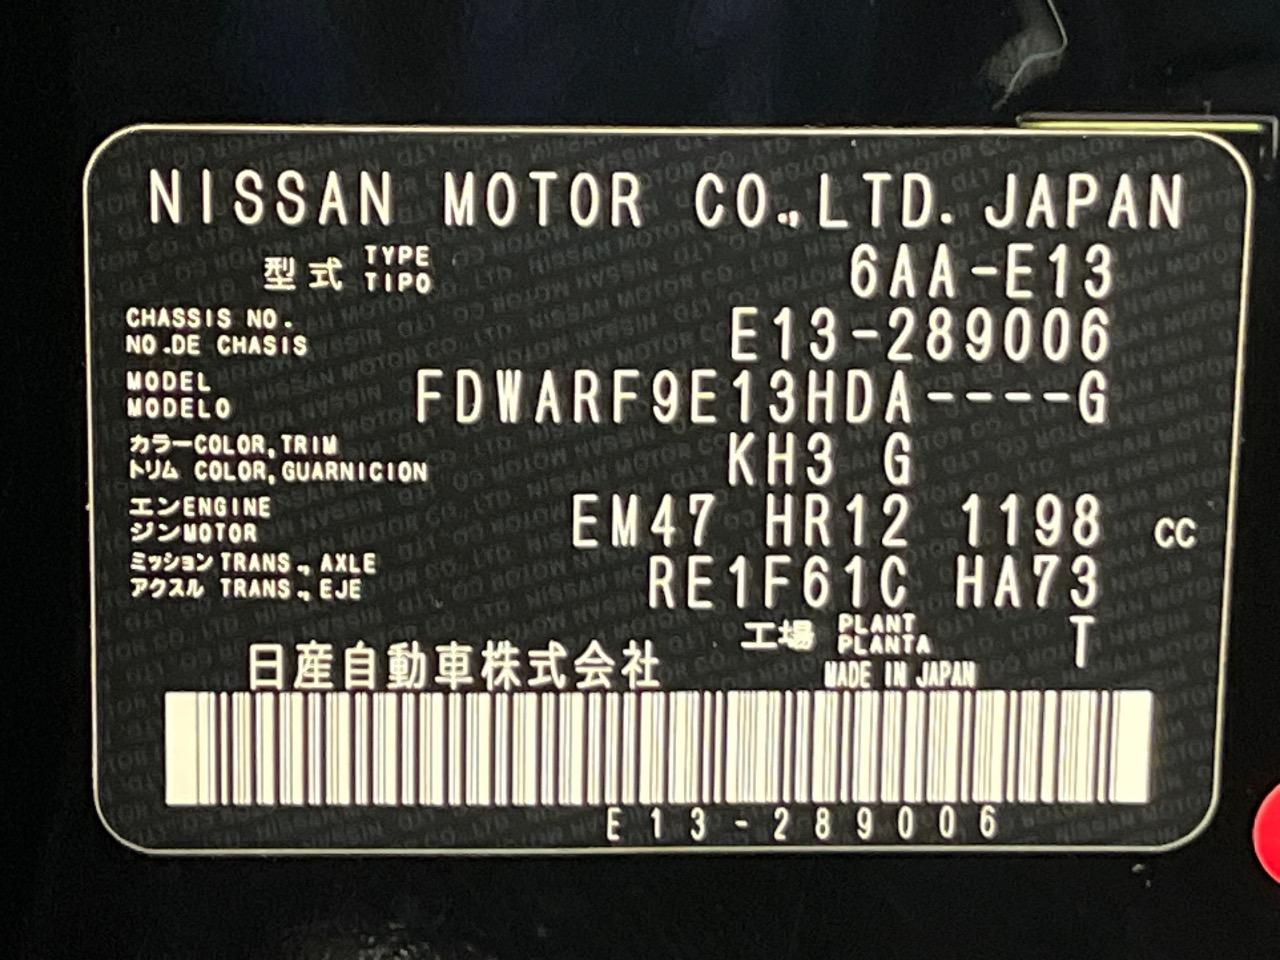 NISSAN MOTOR CO.,LTD. JAPAN
型式 TYPE TIPO 6AA-E13
CHASSIS NO. NO.DE CHASIS E13-289006
MODEL MODELO FDWARF9E13HDA----G
カラーCOLOR,TRIM トリム COLOR,GUARNICION KH3 G
エンENGINE ジンMOTOR EM47 HR12 1198 cc
ミッション TRANS., AXLE アクスル TRANS., EJE RE1F61C HA73
工場 PLANT PLANTA T
日産自動車株式会社 MADE IN JAPAN
E13-289006